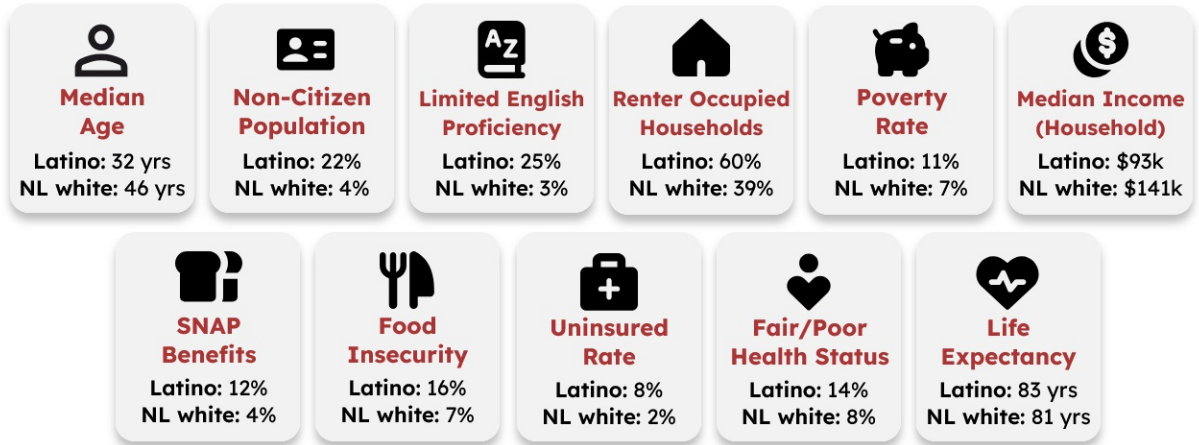 A Z
$
Median
Age
Latino: 32 yrs
NL white: 46 yrs
Non-Citizen
Population
Latino: 22%
NL white: 4%
Limited English
Proficiency
Latino: 25%
NL white: 3%
Renter Occupied
Households
Latino: 60%
NL white: 39%
Poverty
Rate
Latino: 11%
NL white: 7%
Median Income
(Household)
Latino: $93k
NL white: $141k
SNAP
Benefits
Latino: 12%
NL white: 4%
Food
Insecurity
Latino: 16%
NL white: 7%
Uninsured
Rate
Latino: 8%
NL white: 2%
Fair/Poor
Health Status
Latino: 14%
NL white: 8%
Life
Expectancy
Latino: 83 yrs
NL white: 81 yrs